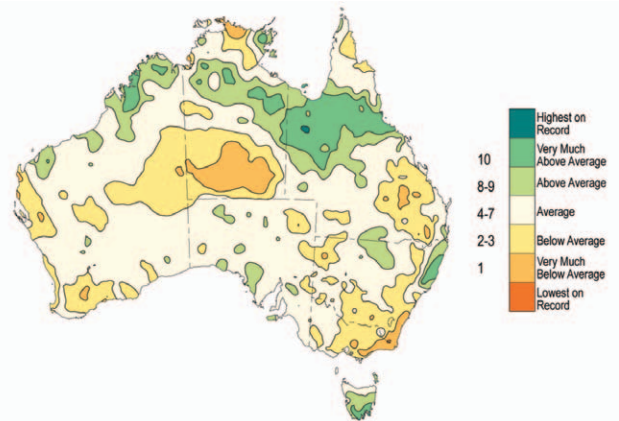 Highest on
Record
10
Very Much
Above Average
8-9
Above Average
4-7
Average
2-3
Below Average
1
Very Much
Below Average
Lowest on
Record